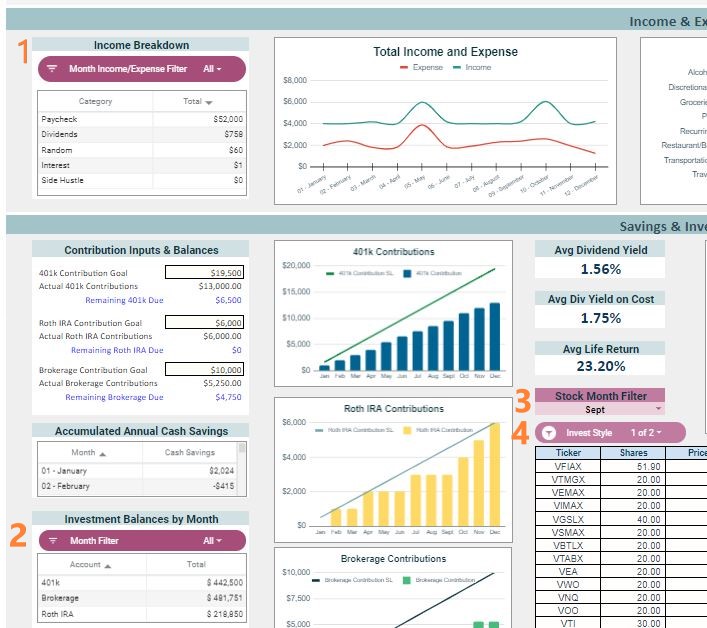 Income & Ex
1
Income Breakdown
Month Income/Expense Filter All
Category Total
Paycheck $52,000
Dividends $758
Random $60
Interest $1
Side Hustle $0
Total Income and Expense
Expense Income
$8,000
$6,000
$4,000
$2,000
$0
01 - January 02 - February 03 - March 04 - April 05 - May 06 - June 07 - July 08 - August 09 - September 10 - October 11 - November 12 - December
Alcoh
Discretiona
Grocerie
P
Recurrin
Restaurant/B
Transportatio
Trav
Savings & Inve
Contribution Inputs & Balances
401k Contribution Goal $19,500
Actual 401k Contributions $13,000.00
Remaining 401k Due $6,500
Roth IRA Contribution Goal $6,000
Actual Roth IRA Contributions $6,000.00
Remaining Roth IRA Due $0
Brokerage Contribution Goal $10,000
Actual Brokerage Contributions $5,250.00
Remaining Brokerage Due $4,750
Accumulated Annual Cash Savings
Month Cash Savings
01 - January $2,024
02 - February -$415
Investment Balances by Month
2
Month Filter All
Account Total
401k $ 442,500
Brokerage $ 481,751
Roth IRA $ 218,850
401k Contributions
401k Contribution SL 401k Contribution
$20,000
$15,000
$10,000
$5,000
$0
Jan Feb Mar Apr May Jun Jul Aug Sept Oct Nov Dec
Roth IRA Contributions
Roth IRA Contribution SL Roth IRA Contribution
$6,000
$4,000
$2,000
$0
Jan Feb Mar Apr May Jun Jul Aug Sept Oct Nov Dec
Brokerage Contributions
Brokerage Contribution SL Brokerage Contribution
$10,000
$7,500
$5,000
Avg Dividend Yield
1.56%
Avg Div Yield on Cost
1.75%
Avg Life Return
23.20%
3
Stock Month Filter
Sept
4
Invest Style 1 of 2
Ticker Shares Price
VFIAX 51.90
VTMGX 20.00
VEMAX 20.00
VIMAX 20.00
VGSLX 40.00
VSMAX 20.00
VBTLX 20.00
VTABX 20.00
VEA 20.00
VWO 20.00
VNQ 20.00
VOO 20.00
VTI 30.00